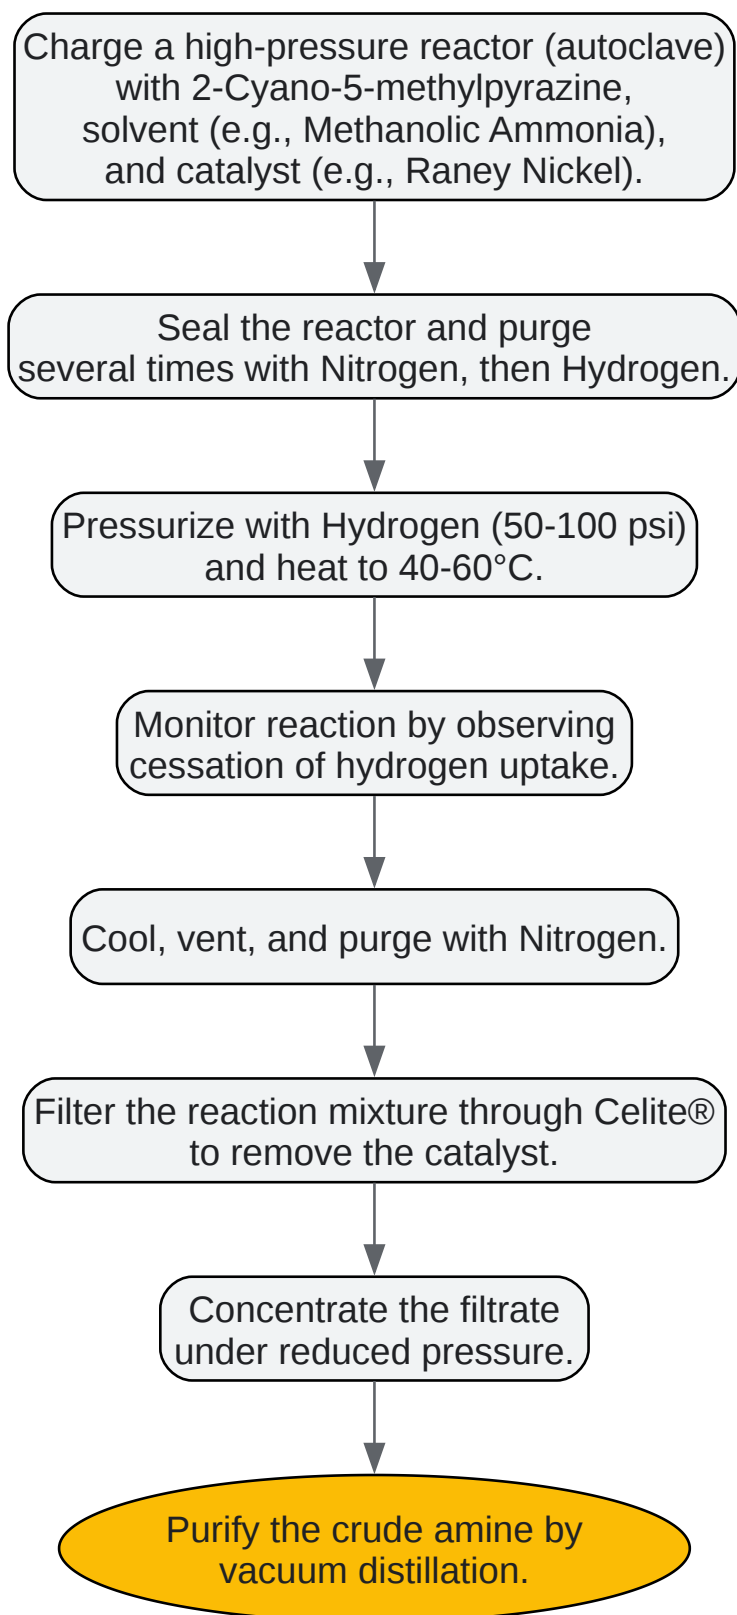 Charge a high-pressure reactor (autoclave)
with 2-Cyano-5-methylpyrazine,
solvent (e.g., Methanolic Ammonia),
and catalyst (e.g., Raney Nickel).
Seal the reactor and purge
several times with Nitrogen, then Hydrogen.
Pressurize with Hydrogen (50-100 psi)
and heat to 40-60°C.
Monitor reaction by observing
cessation of hydrogen uptake.
Cool, vent, and purge with Nitrogen.
Filter the reaction mixture through Celite®
to remove the catalyst.
Concentrate the filtrate
under reduced pressure.
Purify the crude amine by
vacuum distillation.